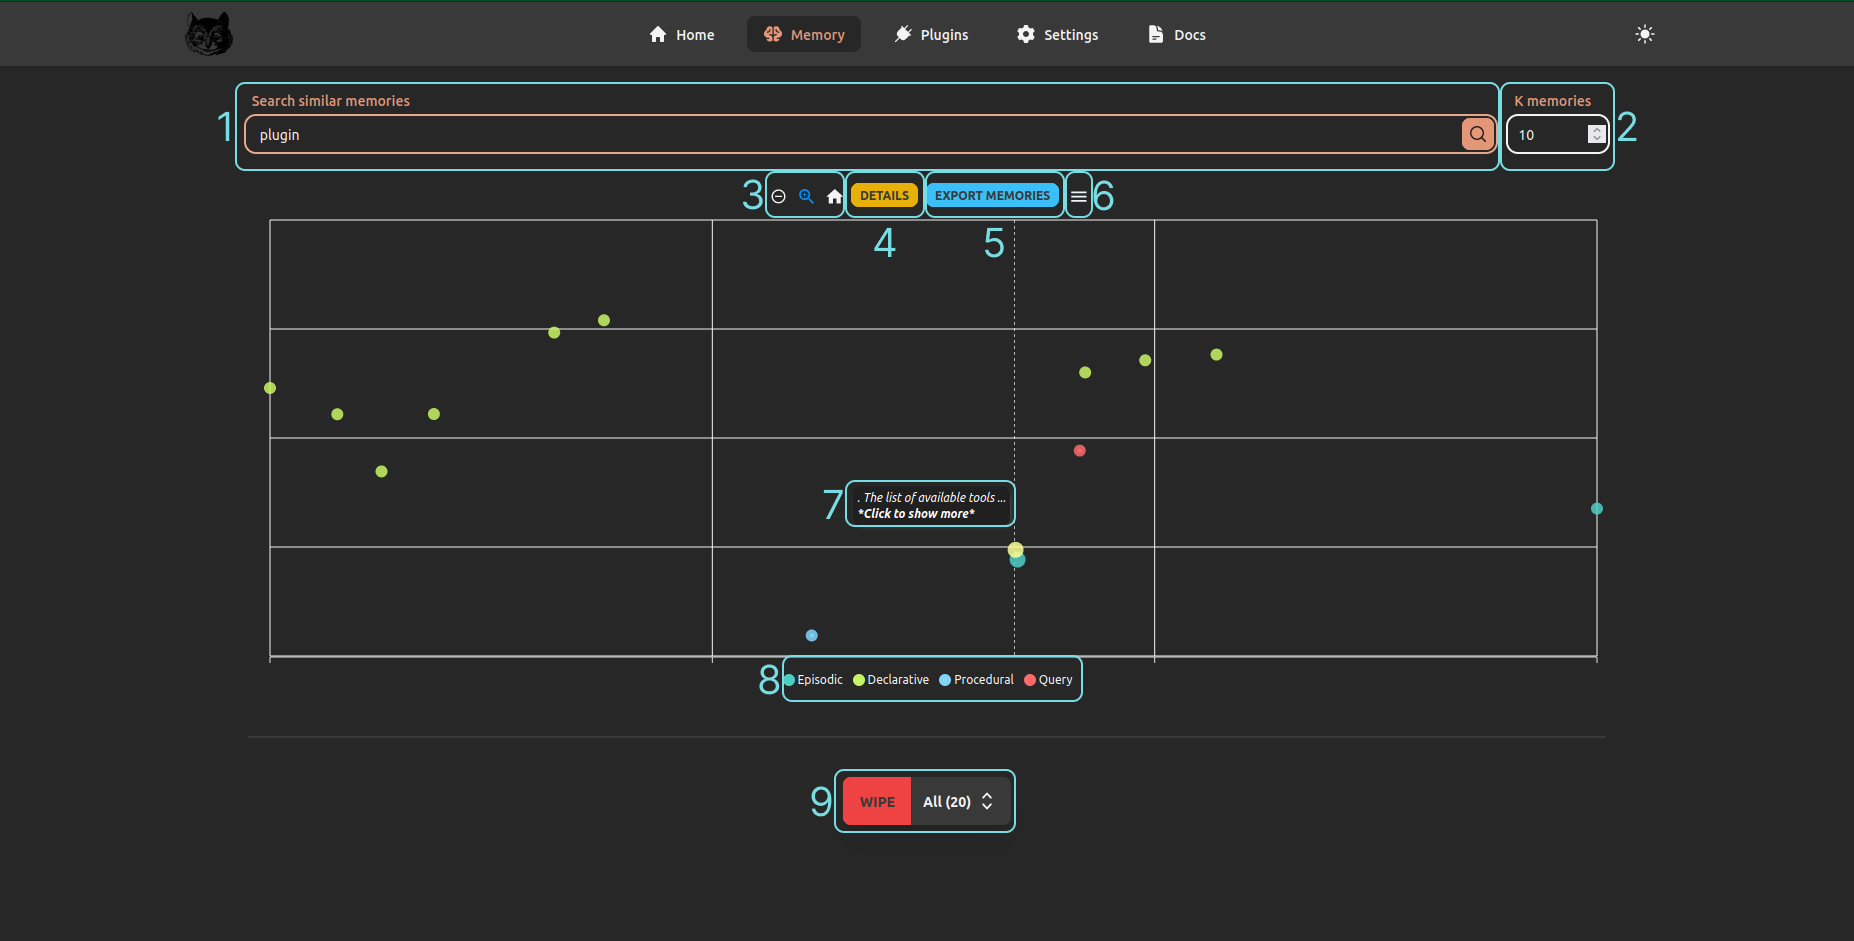 Home Memory Plugins Settings Docs
Search similar memories
K memories
1
plugin
10
2
3
DETAILS
EXPORT MEMORIES
6
4
5
7
. The list of available tools ...
*Click to show more*
8
Episodic Declarative Procedural Query
9
WIPE
All (20)